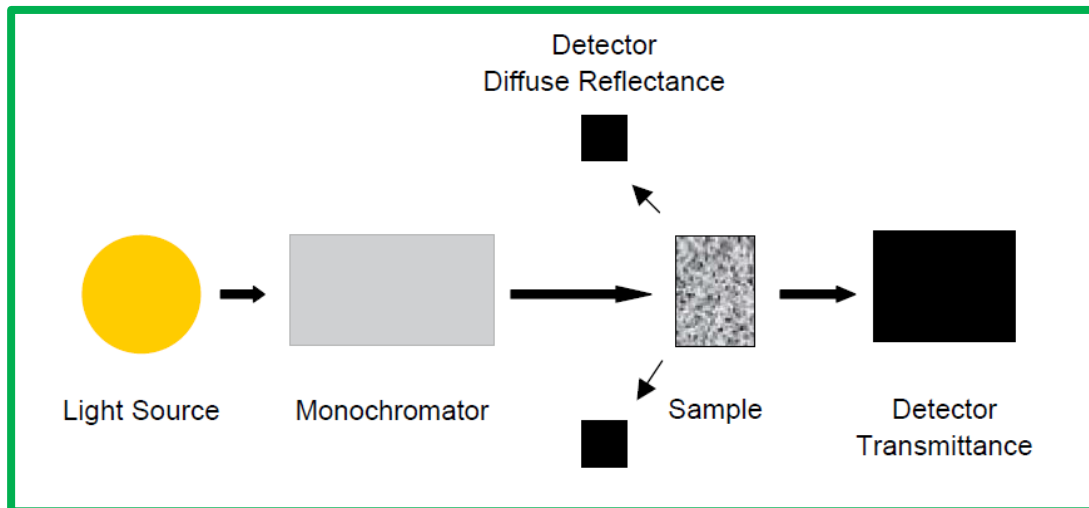 Detector
Diffuse Reflectance
Light Source
Monochromator
Sample
Detector
Transmittance